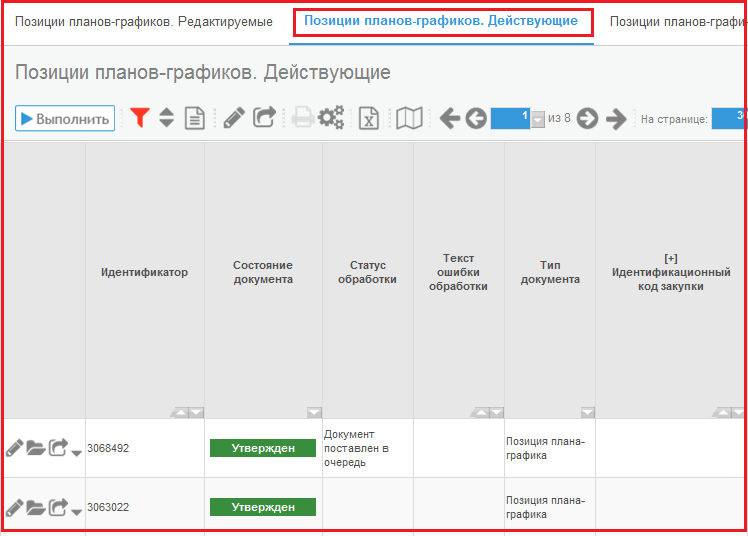 Позиции планов-графиков. Редактируемые
Позиции планов-графиков. Действующие
Позиции планов-графи
Позиции планов-графиков. Действующие
Выполнить
1
из 8
На странице:
3
Идентификатор
Состояние
документа
Статус
обработки
Текст
ошибки
обработки
Тип
документа
[+]
Идентификационный
код закупки
3068492
Утвержден
Документ
поставлен в
очередь
Позиция плана-
графика
3063022
Утвержден
Позиция плана-
графика